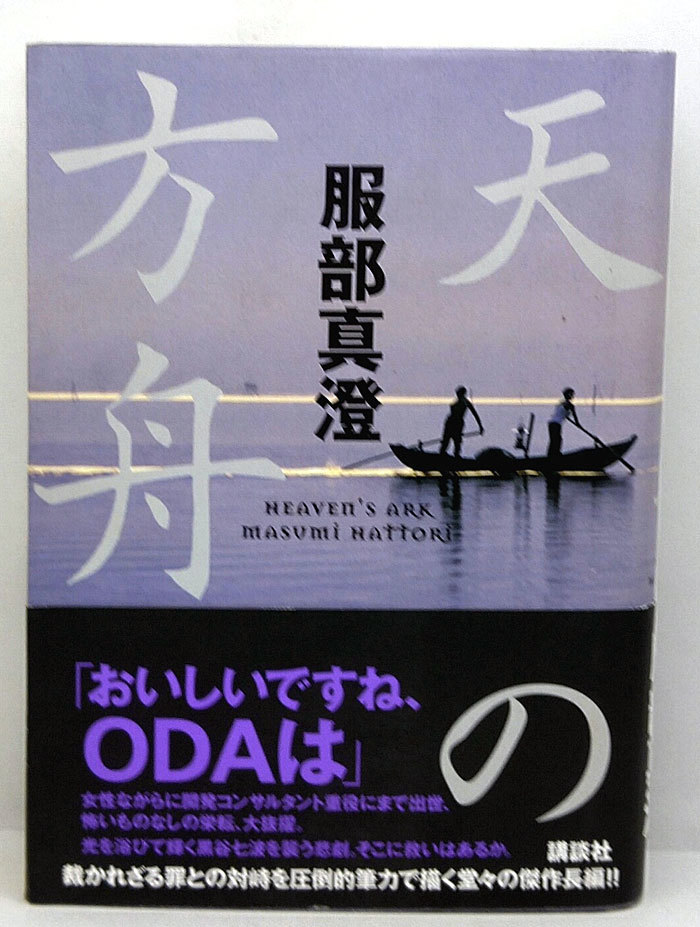 天の
方舟
服部真澄
HEAVEN'S ARK
MASUMI HATTORI
「おいしいですね、
ODAは」
女性ながらに開発コンサルタント重役にまで出世、
怖いものなしの栄転、大抜擢。
光を浴びて輝く黒谷七波を襲う悲劇。そこに救いはあるか。
裁かれざる罪との対峙を圧倒的筆力で描く堂々の傑作長編!!
講談社